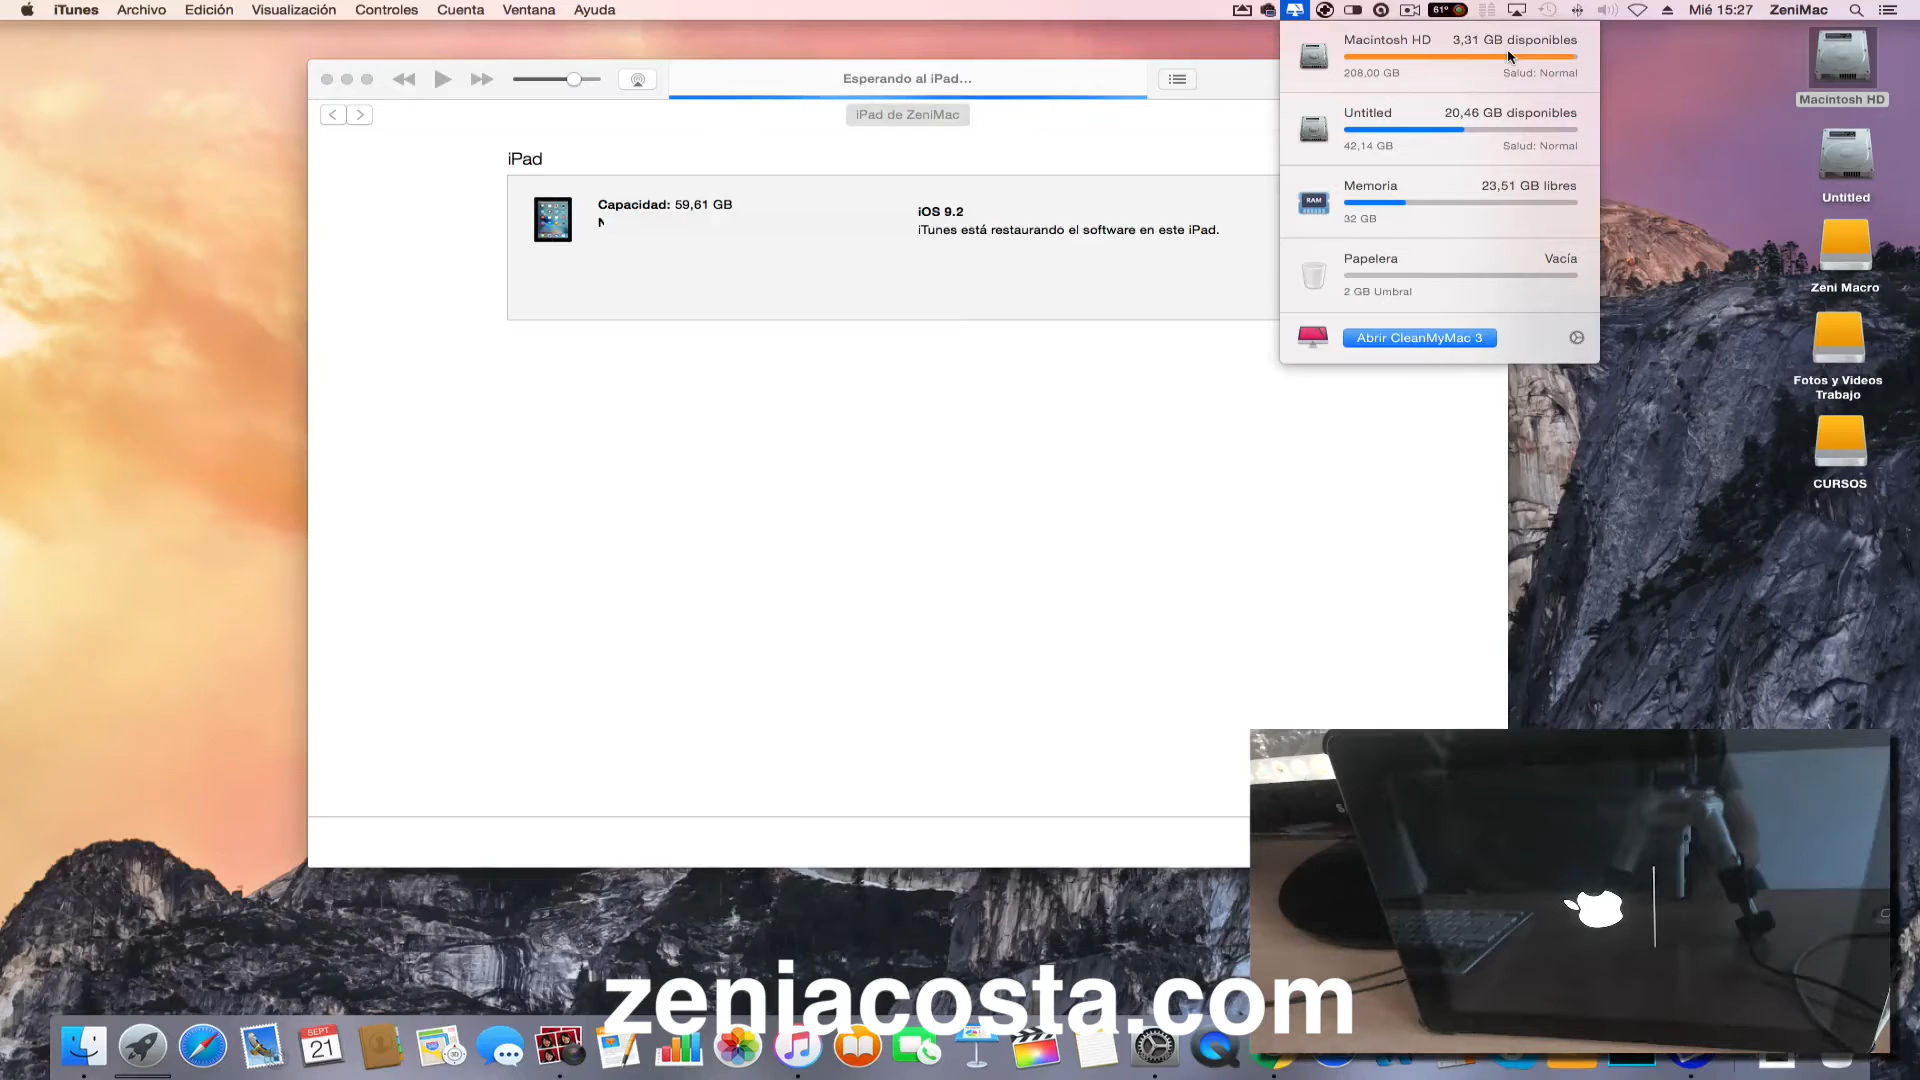 iTunes Archivo Edición Visualización Controles Cuenta Ventana Ayuda
61° Mié 15:27 ZeniMac
Esperando al iPad...
iPad de ZeniMac
iPad
Capacidad: 59,61 GB
N
iOS 9.2
iTunes está restaurando el software en este iPad.
Macintosh HD 3,31 GB disponibles
208,00 GB Salud: Normal
Untitled 20,46 GB disponibles
42,14 GB Salud: Normal
RAM
Memoria 23,51 GB libres
32 GB
Papelera Vacía
2 GB Umbral
Abrir CleanMyMac 3
Macintosh HD
Untitled
Zeni Macro
Fotos y Videos
Trabajo
CURSOS
zeniacosta.com
SEPT
21